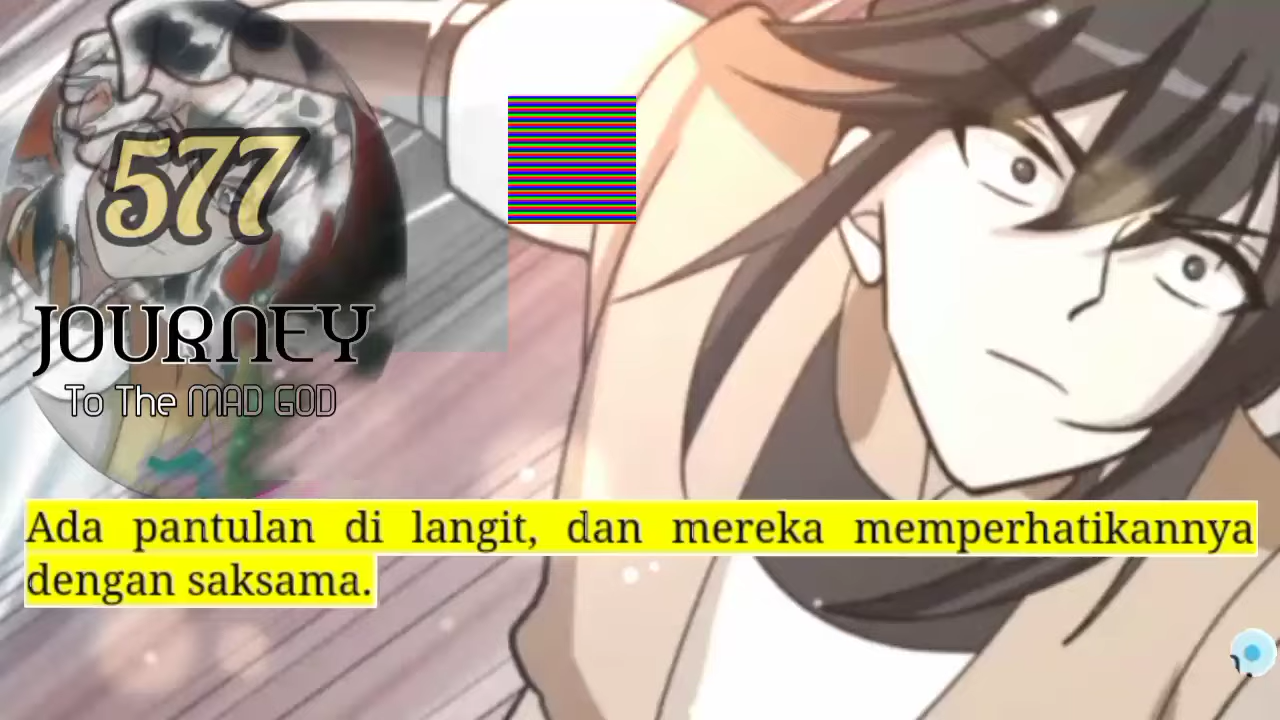 577
JOURNEY
To The MAD GOD
Ada pantulan di langit, dan mereka memperhatikannya
dengan saksama.